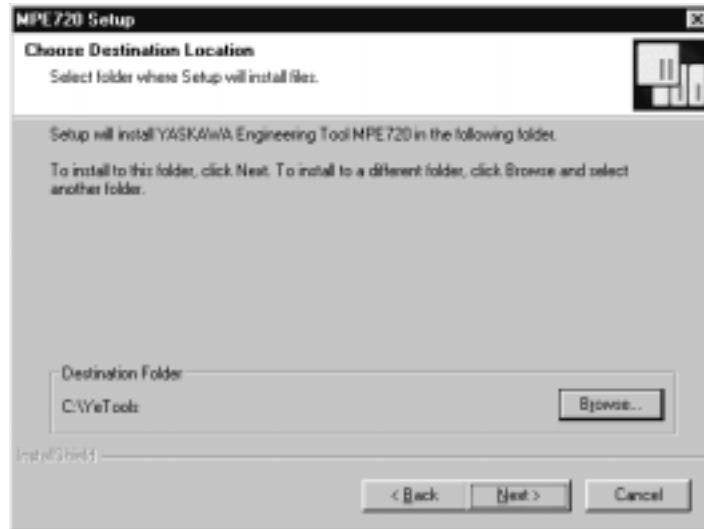 MPE720 Setup
Choose Destination Location
Select folder where Setup will install files.
Setup will install YASKAWA Engineering Tool MPE720 in the following folder.
To install to this folder, click Next. To install to a different folder, click Browse and select
another folder.
Destination Folder
C:\YeTools
Browse...
InstallShield
< Back
Next >
Cancel